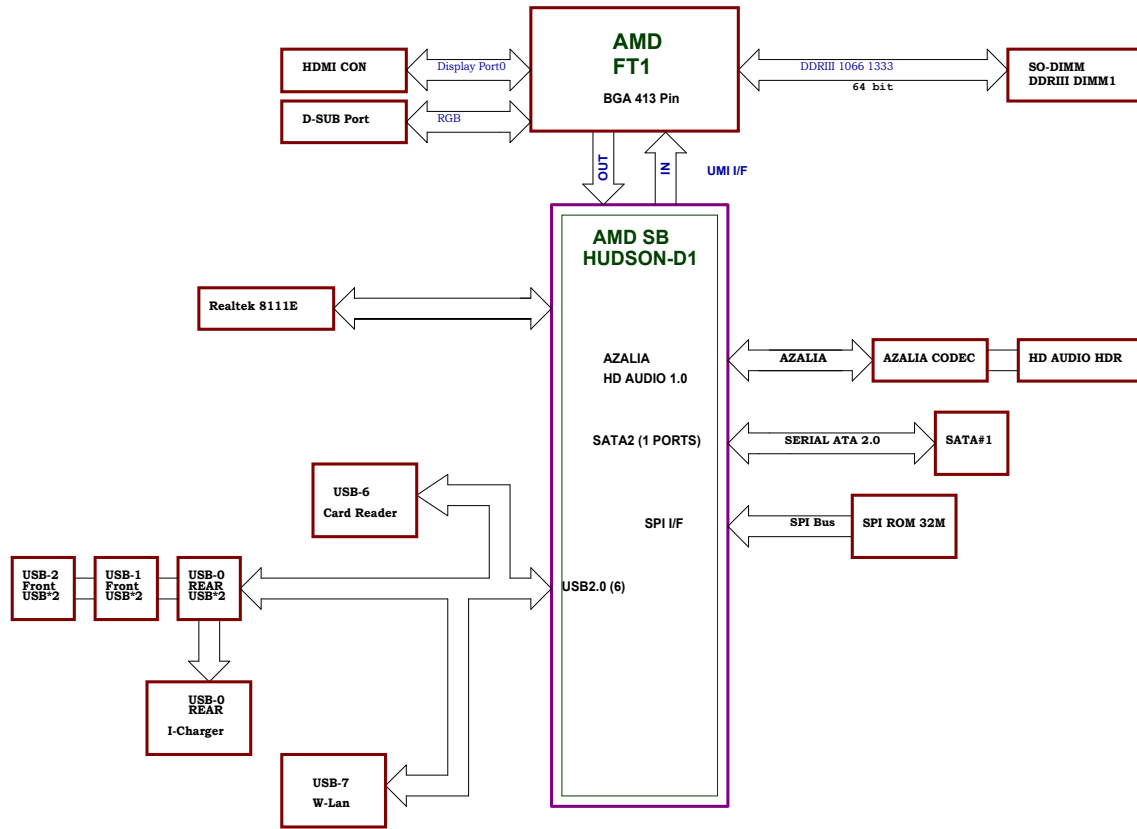 AMD
FT1
BGA 413 Pin
HDMI CON
Display Port0
DDRIII 1066 1333
64 bit
SO-DIMM
DDRIII DIMM1
D-SUB Port
RGB
OUT
IN
UMI I/F
AMD SB
HUDSON-D1
Realtek 8111E
AZALIA
HD AUDIO 1.0
AZALIA
AZALIA CODEC
HD AUDIO HDR
SATA2 (1 PORTS)
SERIAL ATA 2.0
SATA#1
USB-6
Card Reader
SPI I/F
SPI Bus
SPI ROM 32M
USB-2
Front
USB*2
USB-1
Front
USB*2
USB-0
REAR
USB*2
USB2.0 (6)
USB-0
REAR
I-Charger
USB-7
W-Lan